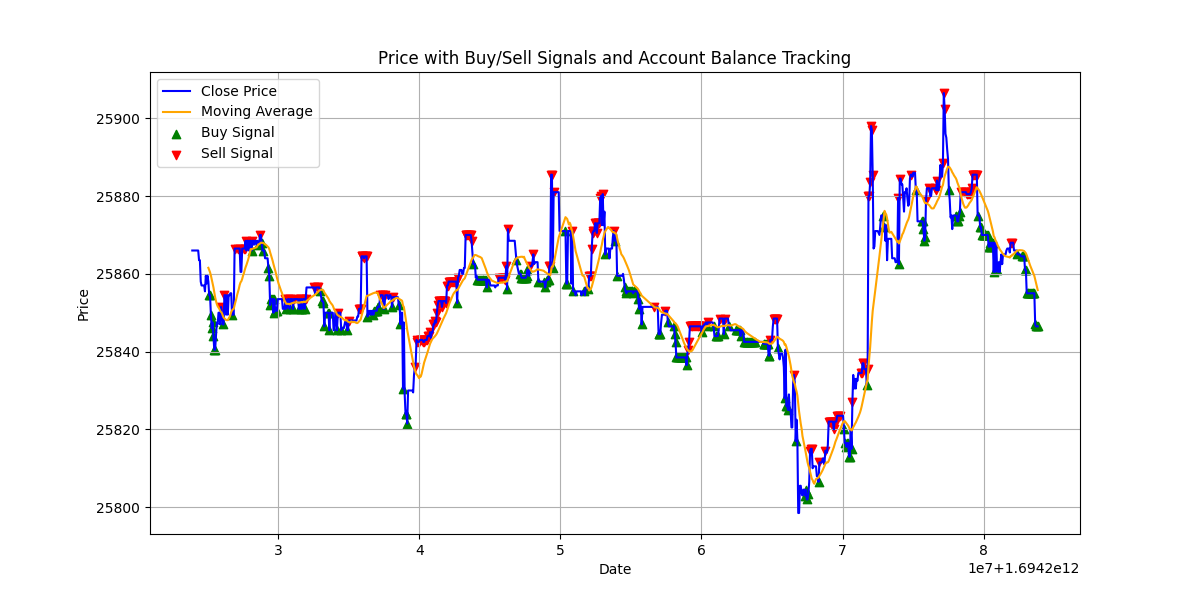 Price with Buy/Sell Signals and Account Balance Tracking
Close Price
Moving Average
Buy Signal
Sell Signal
25900
25880
25860
25840
25820
25800
Price
3 4 5 6 7 8
Date
1e7+1.6942e12